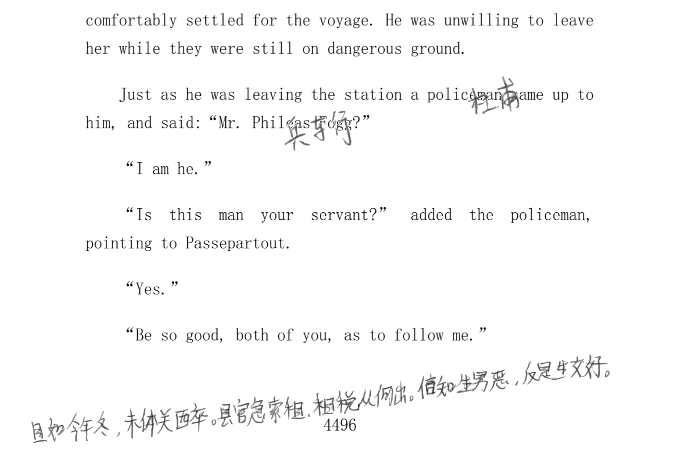 comfortably settled for the voyage. He was unwilling to leave
her while they were still on dangerous ground.
Just as he was leaving the station a policeman came up to
杜甫
him, and said: “Mr. Phileas Fogg?”
兵车行
“I am he.”
“Is this man your servant?” added the policeman,
pointing to Passepartout.
“Yes.”
“Be so good, both of you, as to follow me.”
且如今年冬，未休关西卒。县官急索租，租税从何出。信知生男恶，反是生女好。
4496